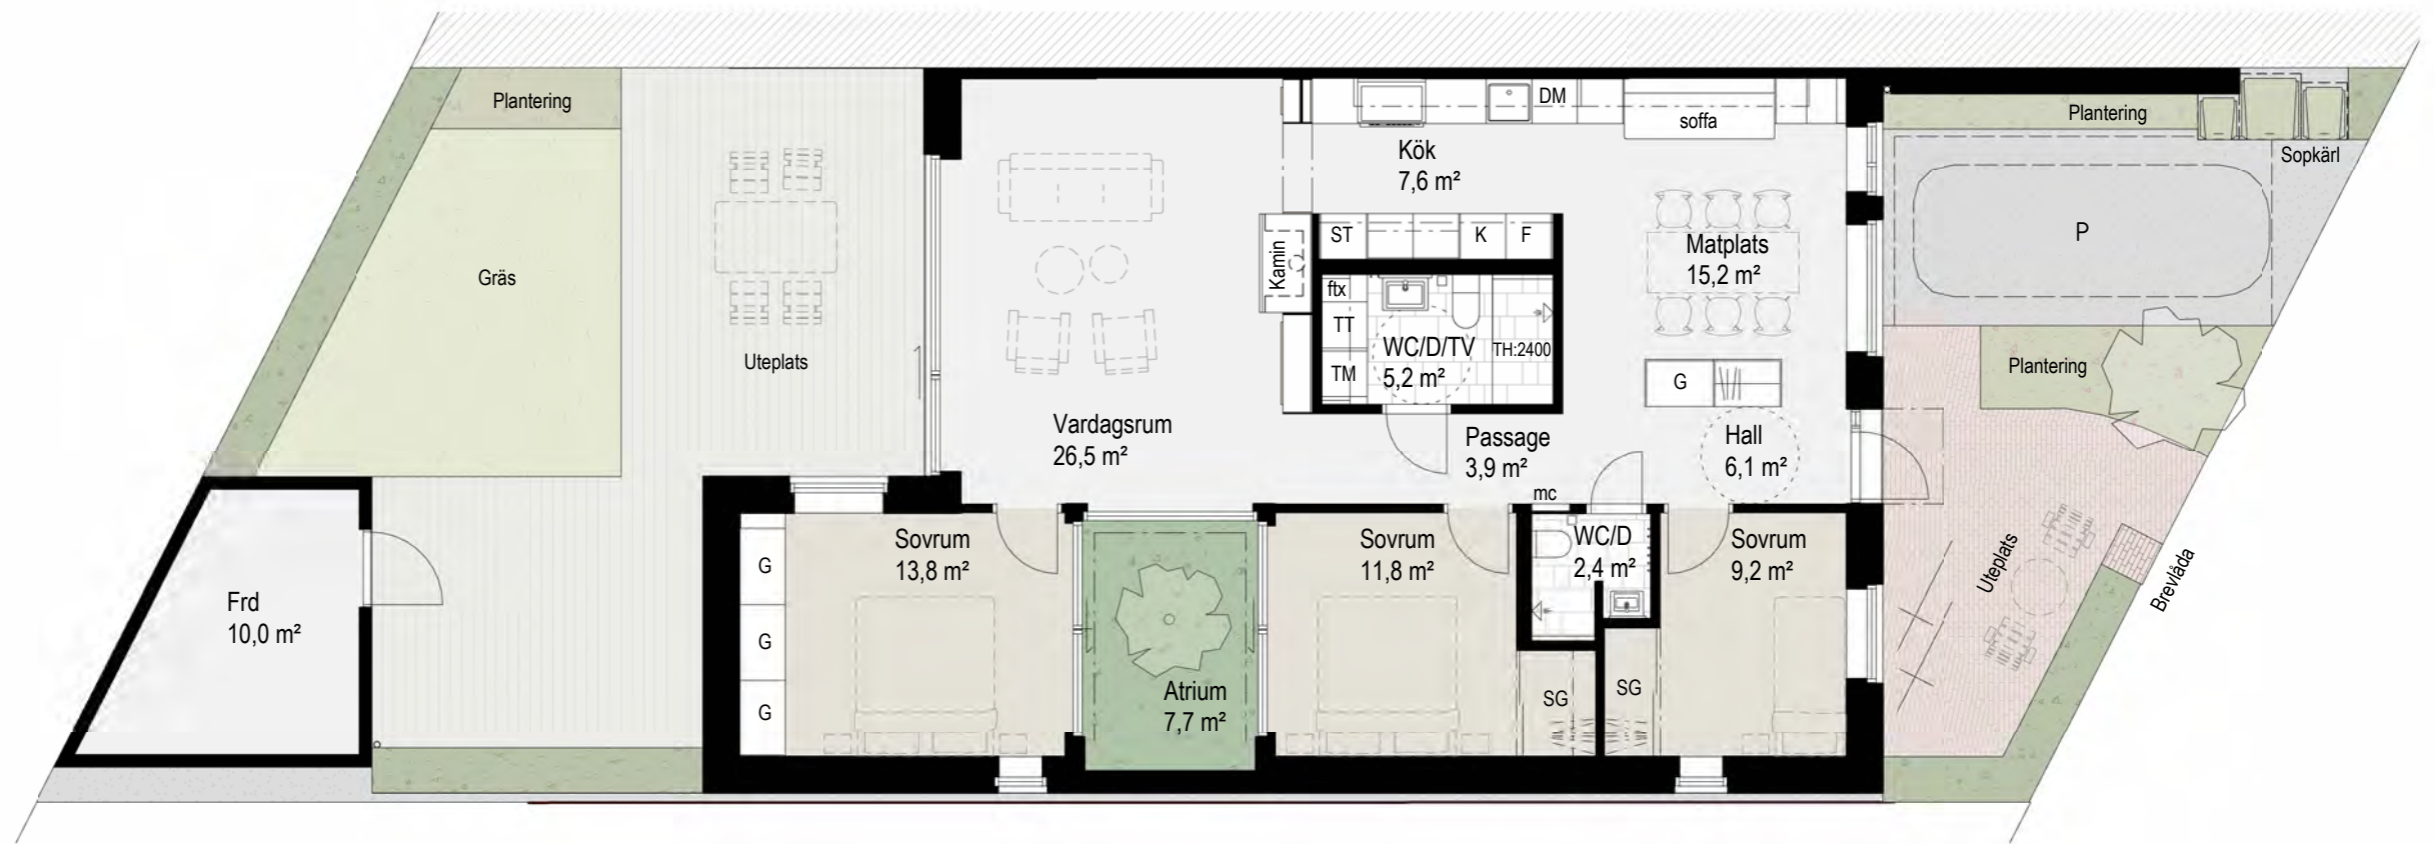 Plantering
Gräs
Uteplats
Frd
10,0 m²
Vardagsrum
26,5 m²
Kamin
Kök
7,6 m²
DM
soffa
ST
K
F
ftx
TT
TM
WC/D/TV
5,2 m²
TH:2400
Matplats
15,2 m²
G
Passage
3,9 m²
Hall
6,1 m²
mc
Sovrum
13,8 m²
G
G
G
Atrium
7,7 m²
Sovrum
11,8 m²
SG
WC/D
2,4 m²
SG
Sovrum
9,2 m²
Plantering
Sopkärl
P
Plantering
Uteplats
Brevlåda